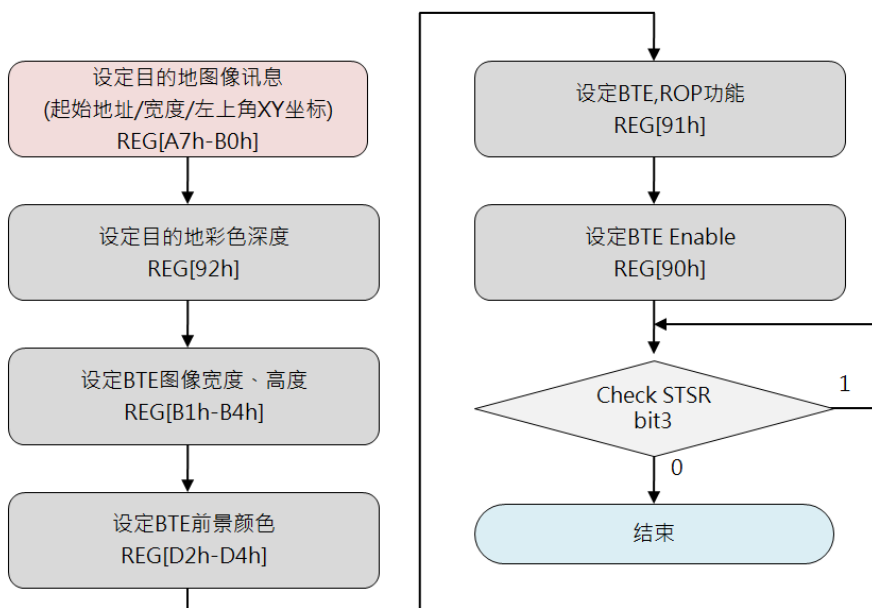 设定目的地图像讯息
(起始地址/宽度/左上角XY坐标)
REG[A7h-B0h]
设定目的地彩色深度
REG[92h]
设定BTE图像宽度、高度
REG[B1h-B4h]
设定BTE前景颜色
REG[D2h-D4h]
设定BTE,ROP功能
REG[91h]
设定BTE Enable
REG[90h]
Check STSR
bit3
1
0
结束